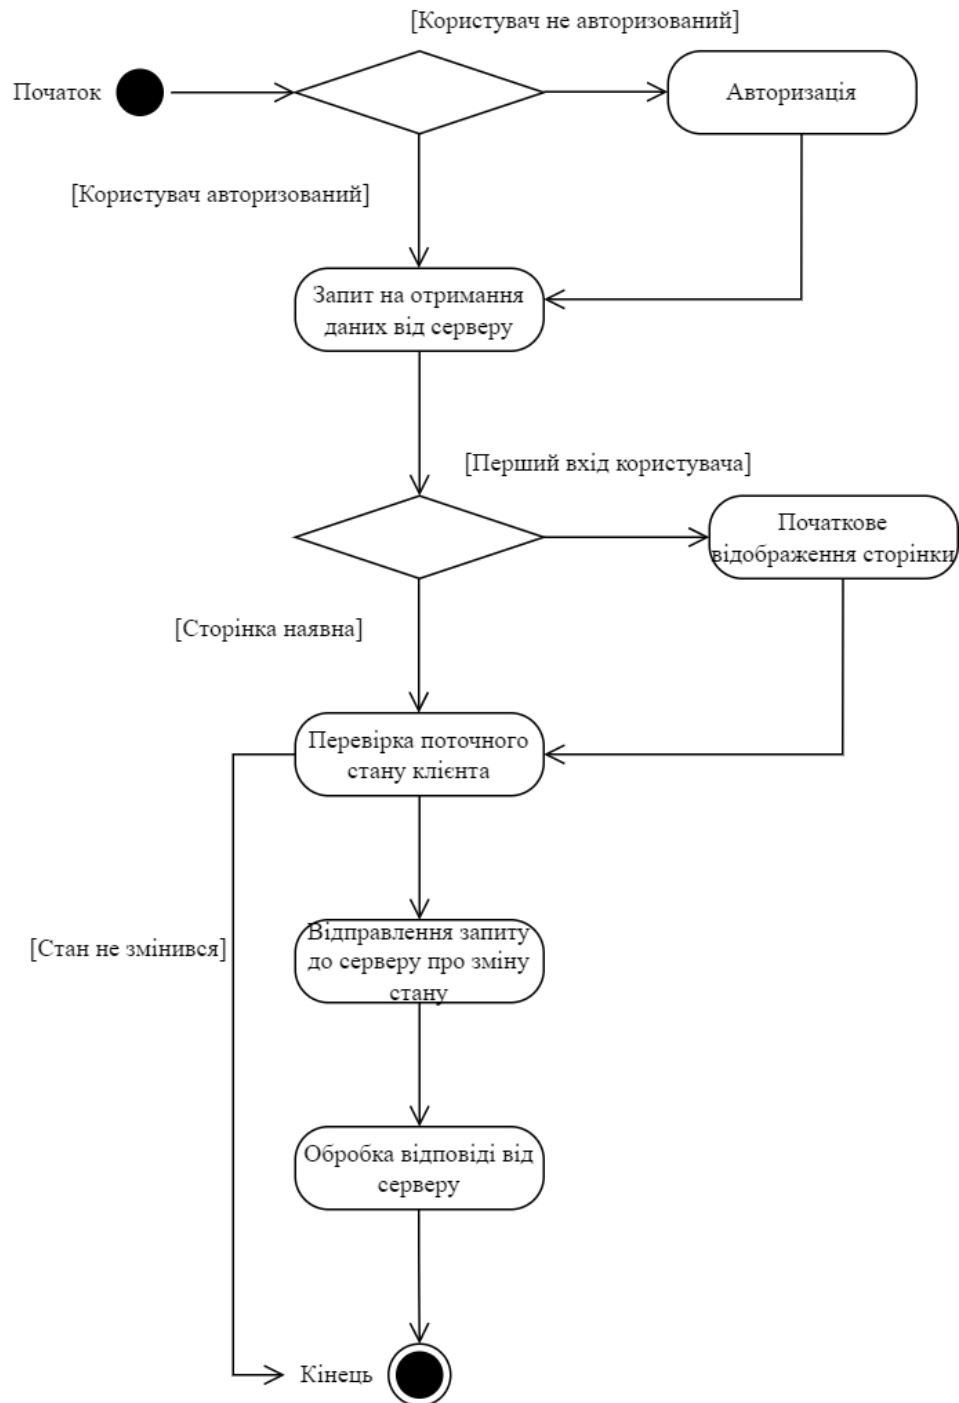 [Користувач не авторизований]
Початок
Авторизація
[Користувач авторизований]
Запит на отримання
даних від серверу
[Перший вхід користувача]
Початкове
відображення сторінки
[Сторінка наявна]
Перевірка поточного
стану клієнта
Відправлення запиту
до серверу про зміну
стану
[Стан не змінився]
Обробка відповіді від
серверу
Кінець